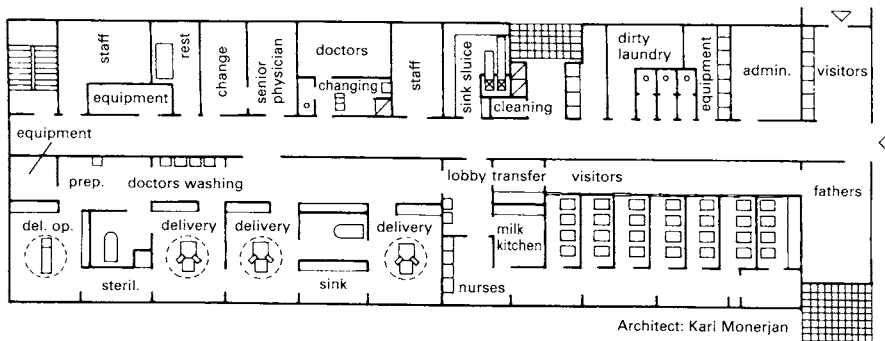 staff
rest
change
senior
physician
doctors
changing
staff
sink sluice
cleaning
dirty
laundry
equipment
admin.
visitors
equipment
equipment
prep.
doctors washing
lobby transfer
visitors
fathers
del. op.
delivery
delivery
delivery
milk
kitchen
steril.
sink
nurses
Architect: Karl Monerjan